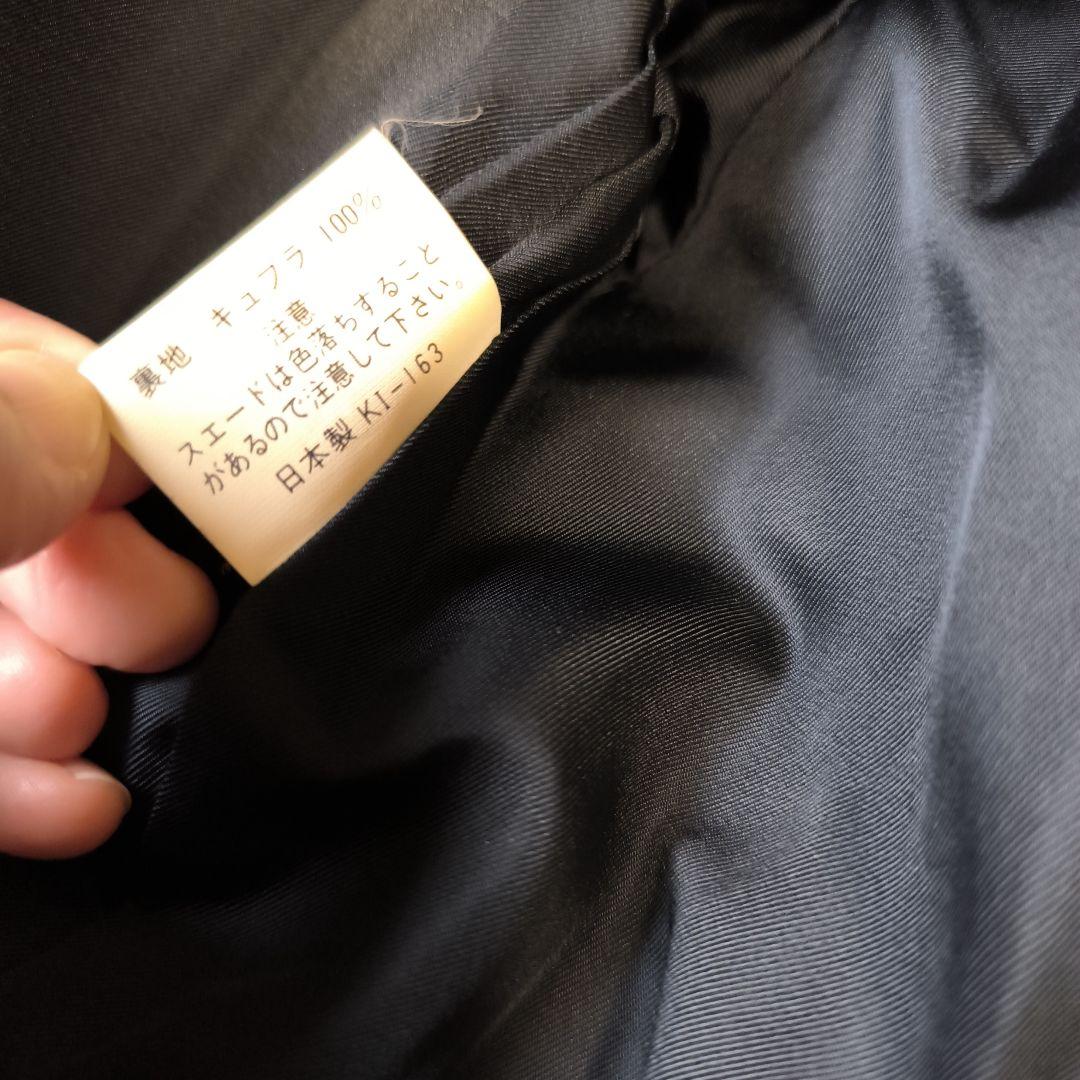 裏地 キュフラ 100%
注意
スエードは色落ちすること
があるので注意して下さい。
日本製 KI-163